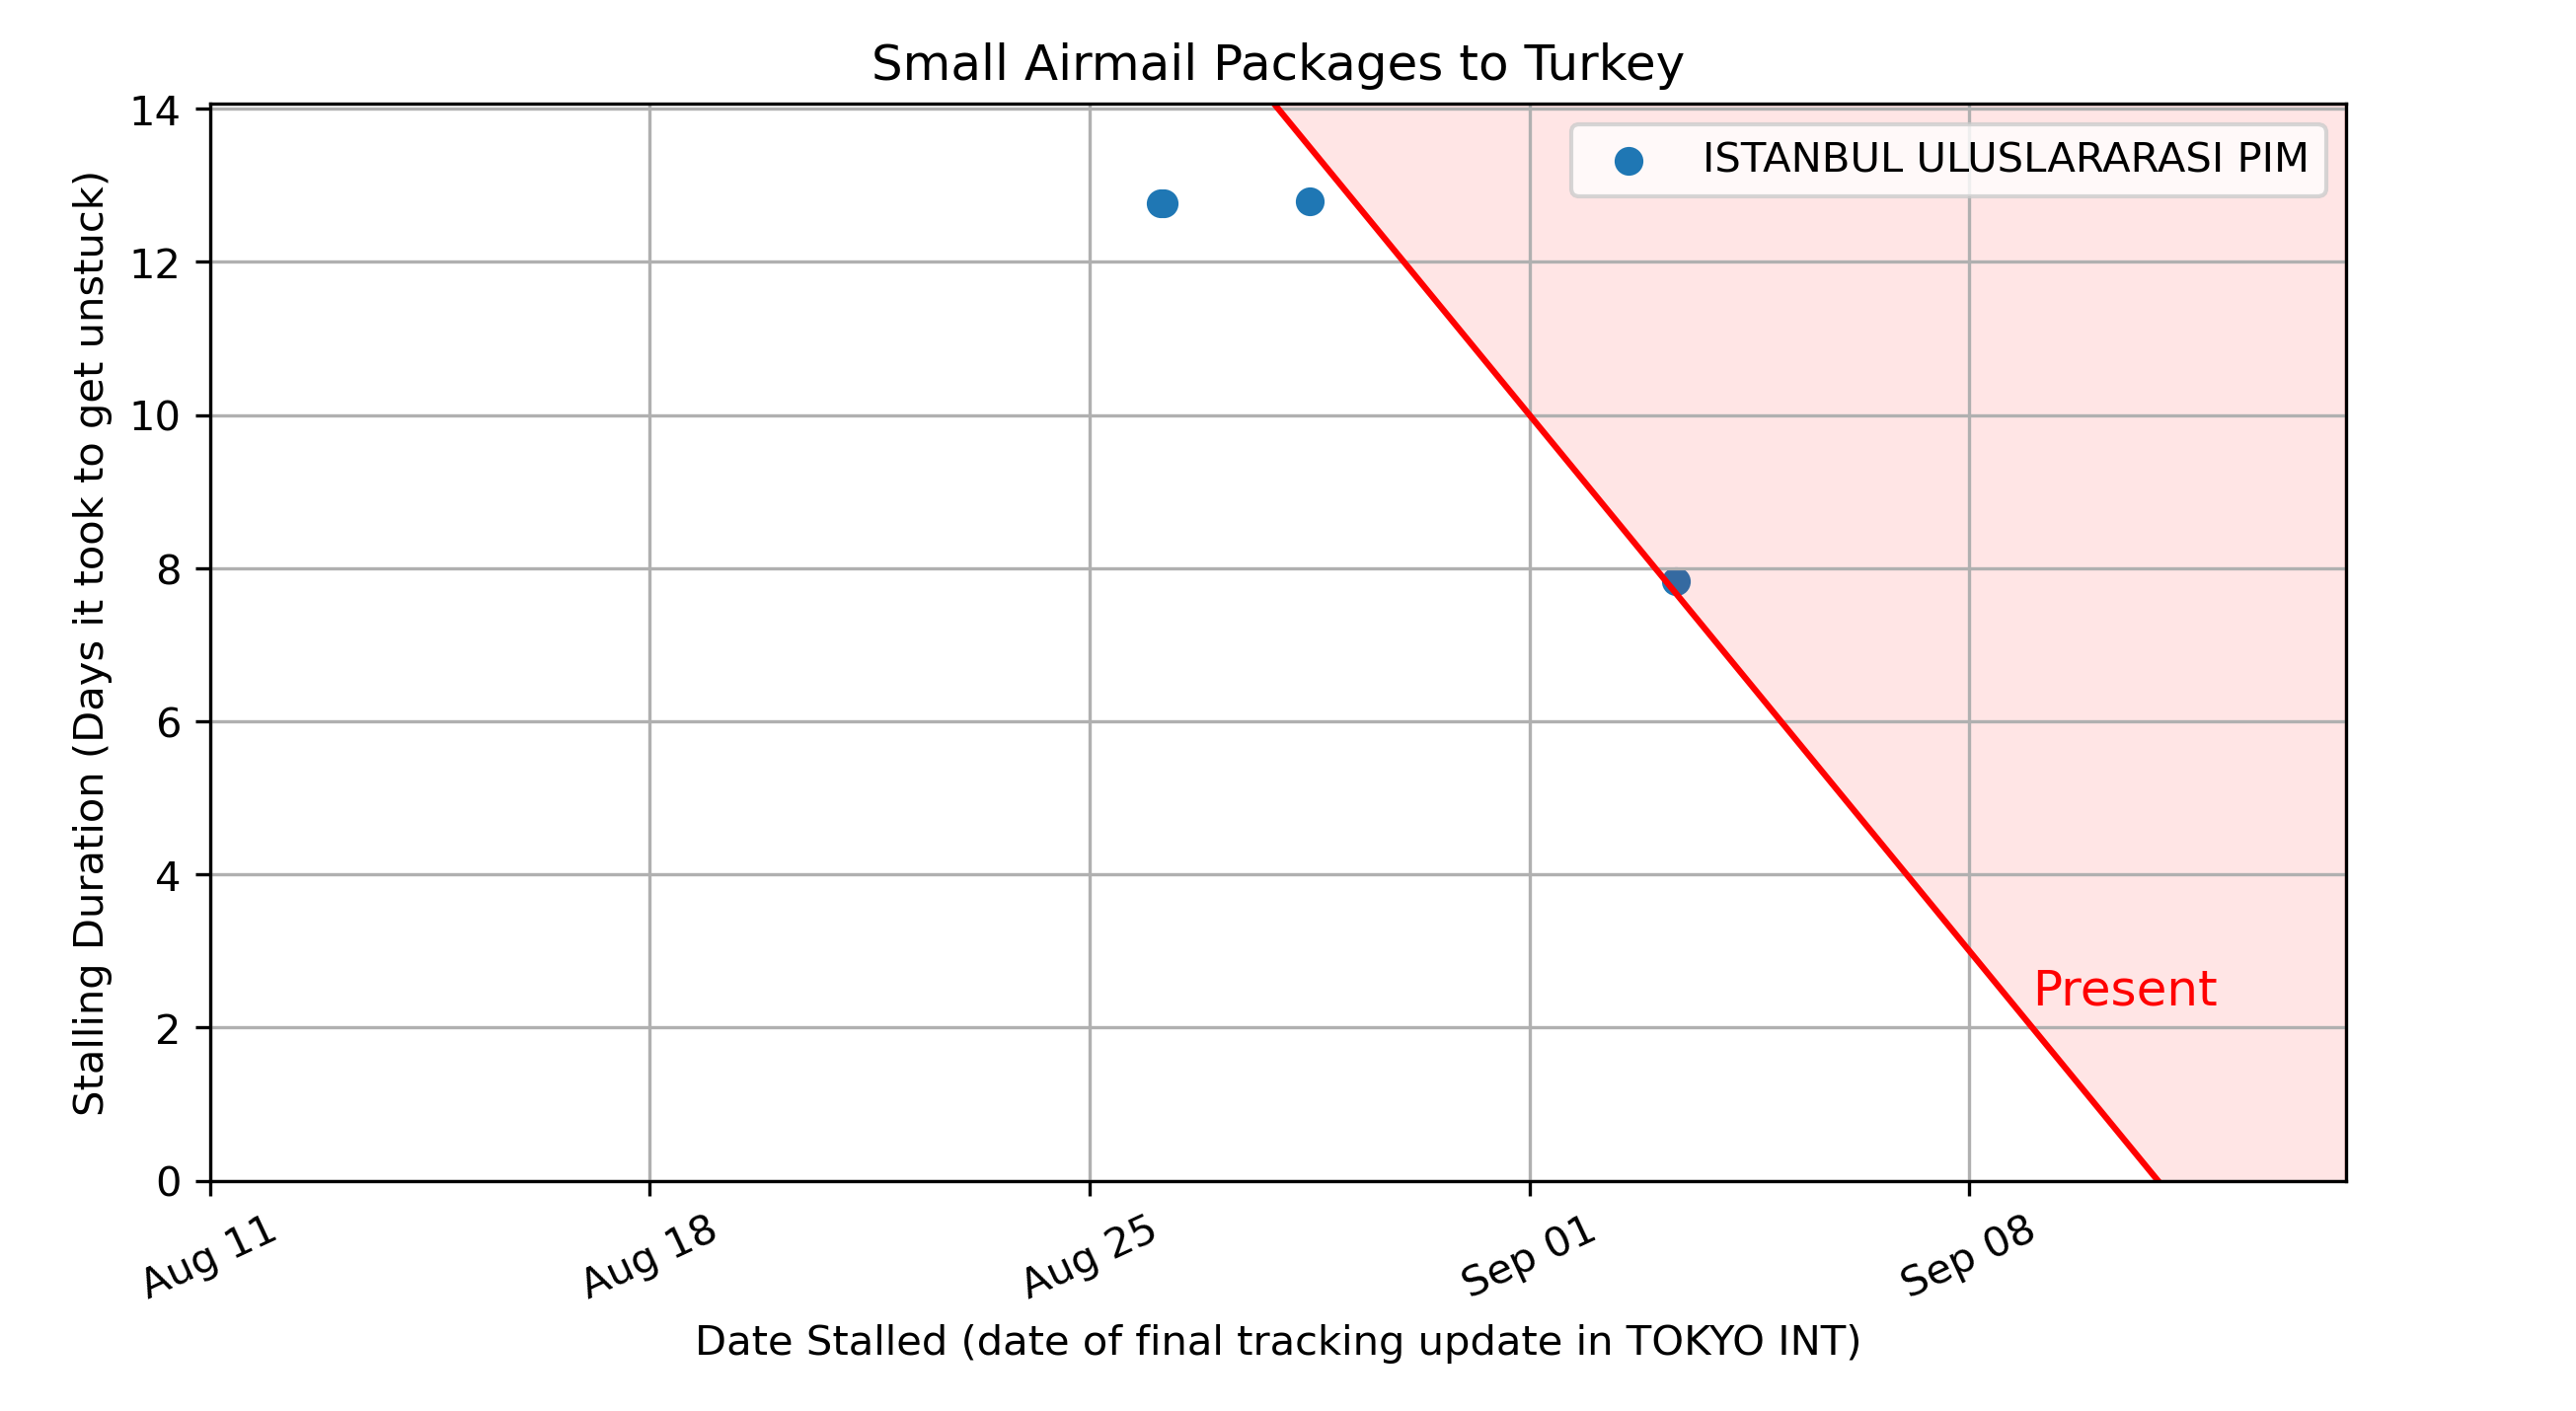 Small Airmail Packages to Turkey
14
12
10
8
6
4
2
0
Stalling Duration (Days it took to get unstuck)
ISTANBUL ULUSLARARASI PIM
Present
Aug 11
Aug 18
Aug 25
Sep 01
Sep 08
Date Stalled (date of final tracking update in TOKYO INT)